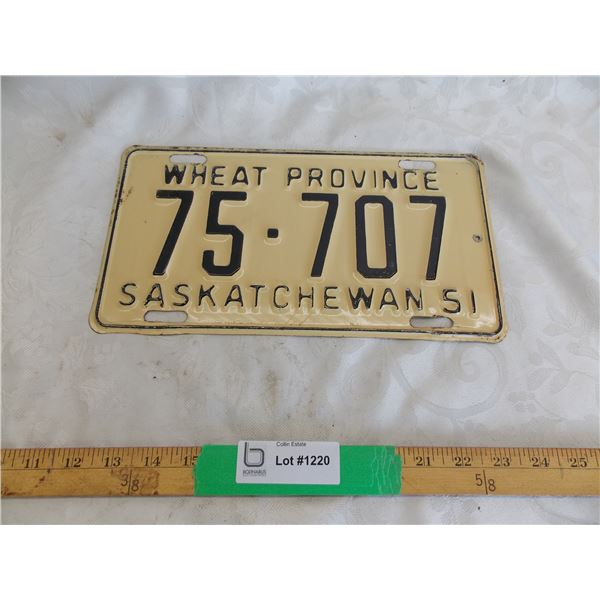 WHEAT PROVINCE
75·707
SASKATCHEWAN.51
Collin Estate
BODNARUS
Lot #1220
11 12 13 14 15 21 22 23 24 25
3/8 5/8